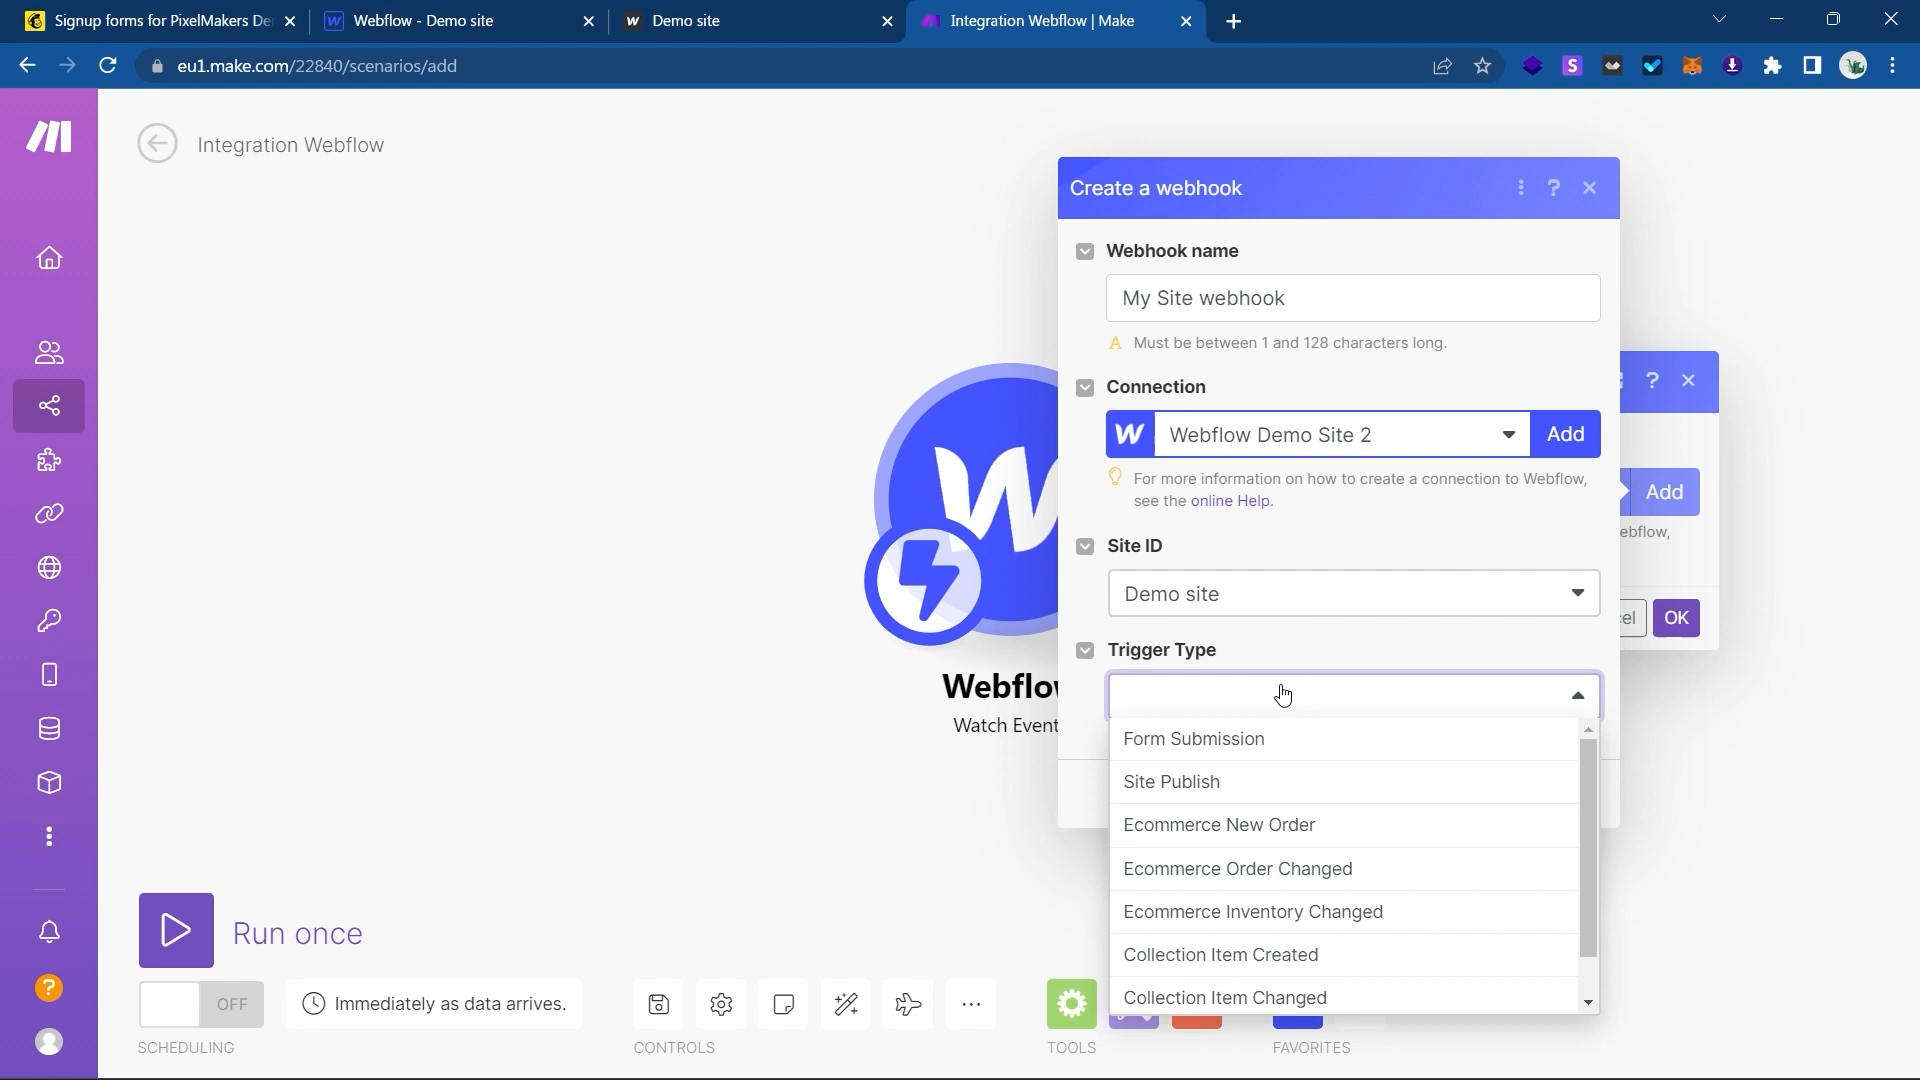 Signup forms for PixelMakers De
Webflow - Demo site
Demo site
Integration Webflow | Make
eu1.make.com/22840/scenarios/add
Integration Webflow
Create a webhook
Webhook name
My Site webhook
Must be between 1 and 128 characters long.
Connection
Webflow Demo Site 2
Add
For more information on how to create a connection to Webflow,
see the online Help.
Add
ebflow,
Site ID
Demo site
OK
Trigger Type
Webflow
Watch Event
Form Submission
Site Publish
Ecommerce New Order
Ecommerce Order Changed
Ecommerce Inventory Changed
Collection Item Created
Collection Item Changed
Run once
OFF
Immediately as data arrives.
SCHEDULING
CONTROLS
TOOLS
FAVORITES